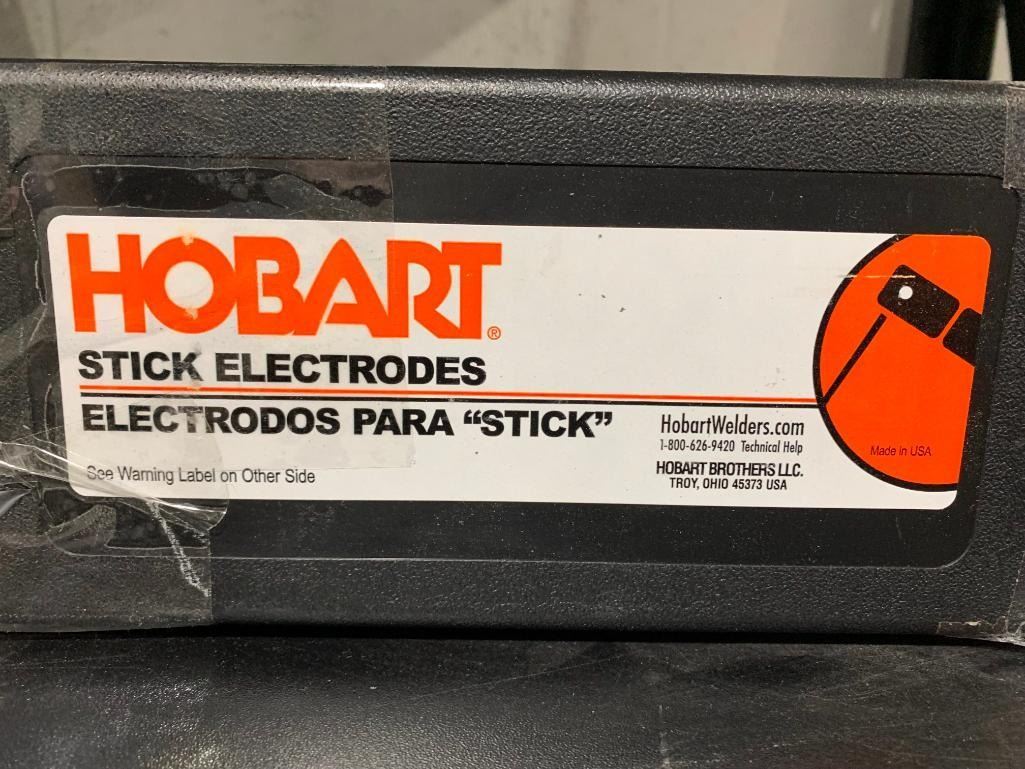 HOBART®
STICK ELECTRODES
ELECTRODOS PARA “STICK”
See Warning Label on Other Side
HobartWelders.com
1-800-626-9420 Technical Help
HOBART BROTHERS LLC.
TROY, OHIO 45373 USA
Made in USA